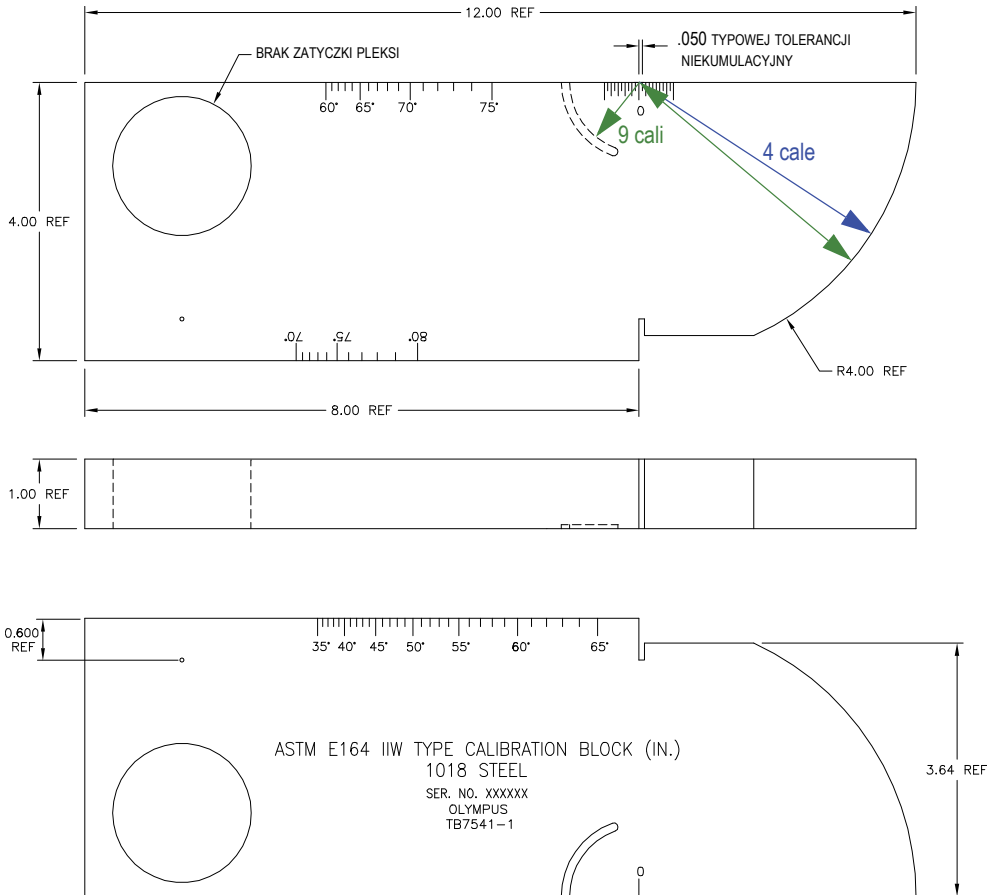 12.00 REF
BRAK ZATYCZKI PLEKSI
.050 TYPOWEJ TOLERANCJI
NIEKUMULACYJNY
60° 65° 70° 75°
0
9 cali
4 cale
4.00 REF
70° 75° 80°
R4.00 REF
8.00 REF
1.00 REF
0.600
REF
35° 40° 45° 50° 55° 60° 65°
ASTM E164 IIW TYPE CALIBRATION BLOCK (IN.)
1018 STEEL
SER. NO. XXXXXX
OLYMPUS
TB7541-1
3.64 REF
0